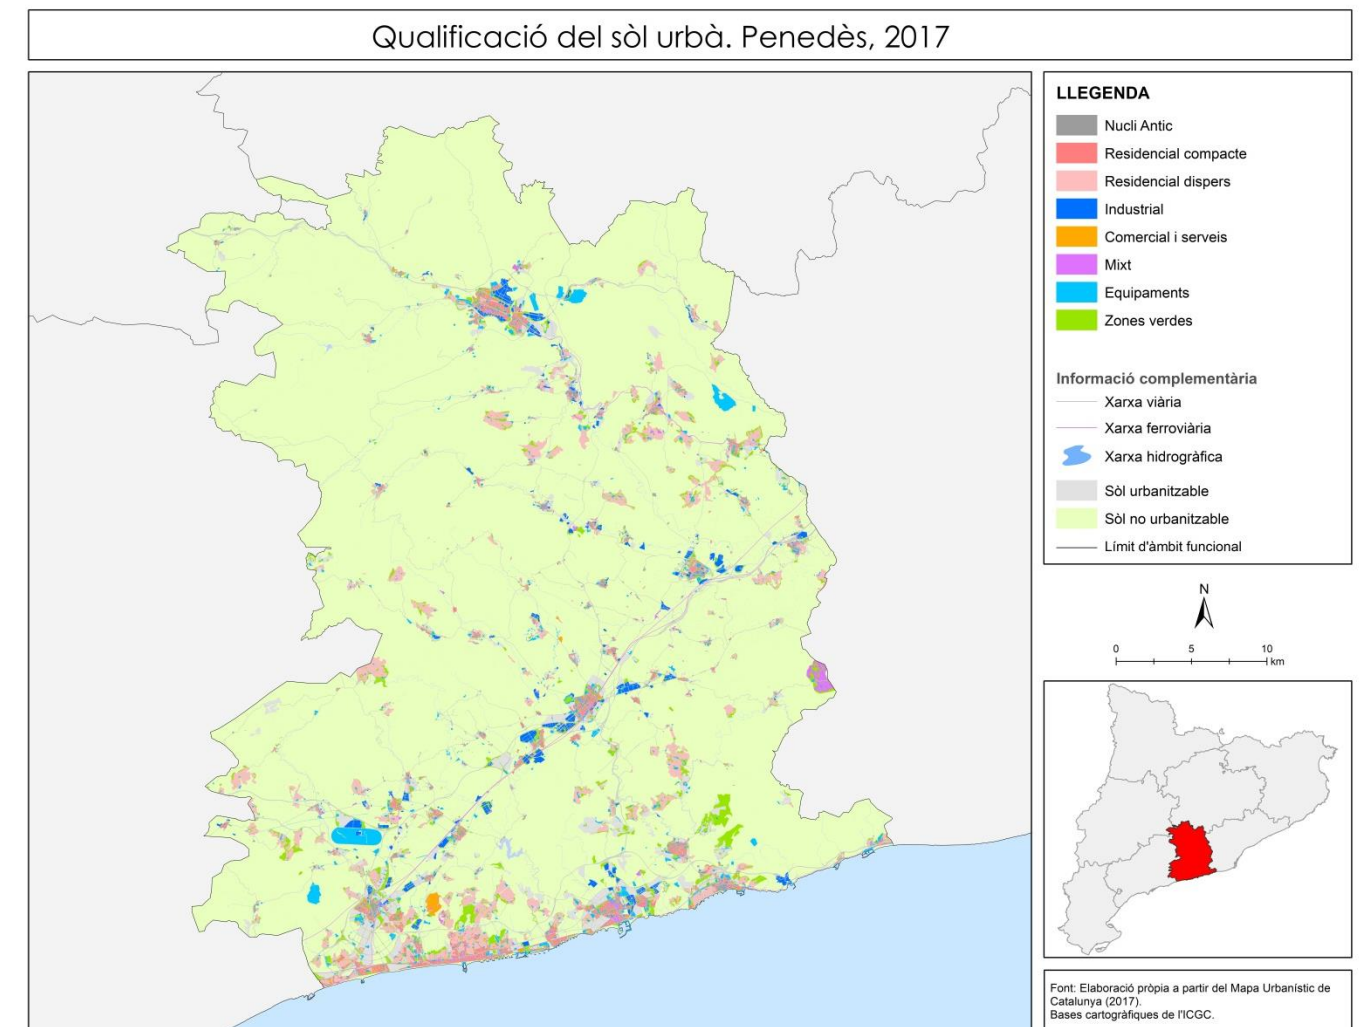 Qualificació del sòl urbà. Penedès, 2017
LLEGENDA
Nucli Antic
Residencial compacte
Residencial dispers
Industrial
Comercial i serveis
Mixt
Equipaments
Zones verdes
Informació complementària
Xarxa viària
Xarxa ferroviària
Xarxa hidrogràfica
Sòl urbanitzable
Sòl no urbanitzable
Límit d'àmbit funcional
N
0 5 10
km
Font: Elaboració pròpia a partir del Mapa Urbanístic de
Catalunya (2017).
Bases cartogràfiques de l'ICGC.